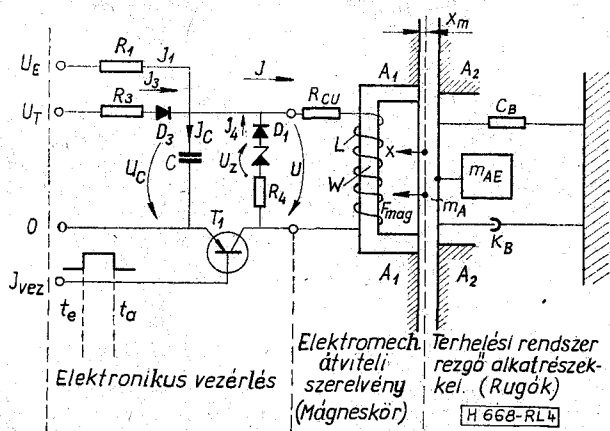 x_m
U_E
R_1
J_1
J
A_1
A_2
J_3
U_T
R_3
R_CU
C_B
D_3
J_C
J_4
D_1
U_C
C
U_Z
U
L
X
W
m_AE
R_4
F_mag
m_A
0
T_1
K_B
J_vez
A_1
A_2
t_e
t_a
Elektronikus vezérlés
Elektromech.
átviteli
szerelvény
(Mágneskör)
Terhelési rendszer
rezgő alkatrészek-
kel. (Rugók)
H 668-RL4